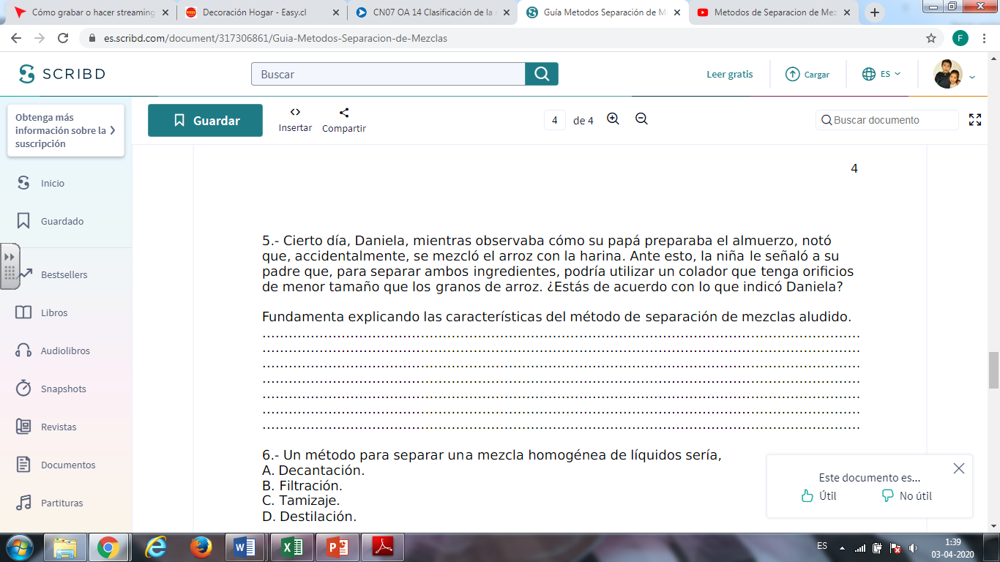 Cómo grabar o hacer streaming
Decoración Hogar - Easy.cl
CN07 OA 14 Clasificación de la
Guía Metodos Separación de M
Metodos de Separacion de Mez
es.scribd.com/document/317306861/Guia-Metodos-Separacion-de-Mezclas
F
SCRIBD
Buscar
Leer gratis
Cargar
ES
Obtenga más
información sobre la
suscripción
Guardar
Insertar
Compartir
4 de 4
Buscar documento
Inicio
Guardado
Bestsellers
Libros
Audiolibros
Snapshots
Revistas
Documentos
Partituras
4
5.- Cierto día, Daniela, mientras observaba cómo su papá preparaba el almuerzo, notó
que, accidentalmente, se mezcló el arroz con la harina. Ante esto, la niña le señaló a su
padre que, para separar ambos ingredientes, podría utilizar un colador que tenga orificios
de menor tamaño que los granos de arroz. ¿Estás de acuerdo con lo que indicó Daniela?
Fundamenta explicando las características del método de separación de mezclas aludido.
6.- Un método para separar una mezcla homogénea de líquidos sería,
A. Decantación.
B. Filtración.
C. Tamizaje.
D. Destilación.
Este documento es...
Útil
No útil
ES
1:39
03-04-2020